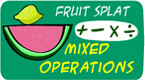 FRUIT SPLAT
+ - × ÷
MIXED
OPERATIONS